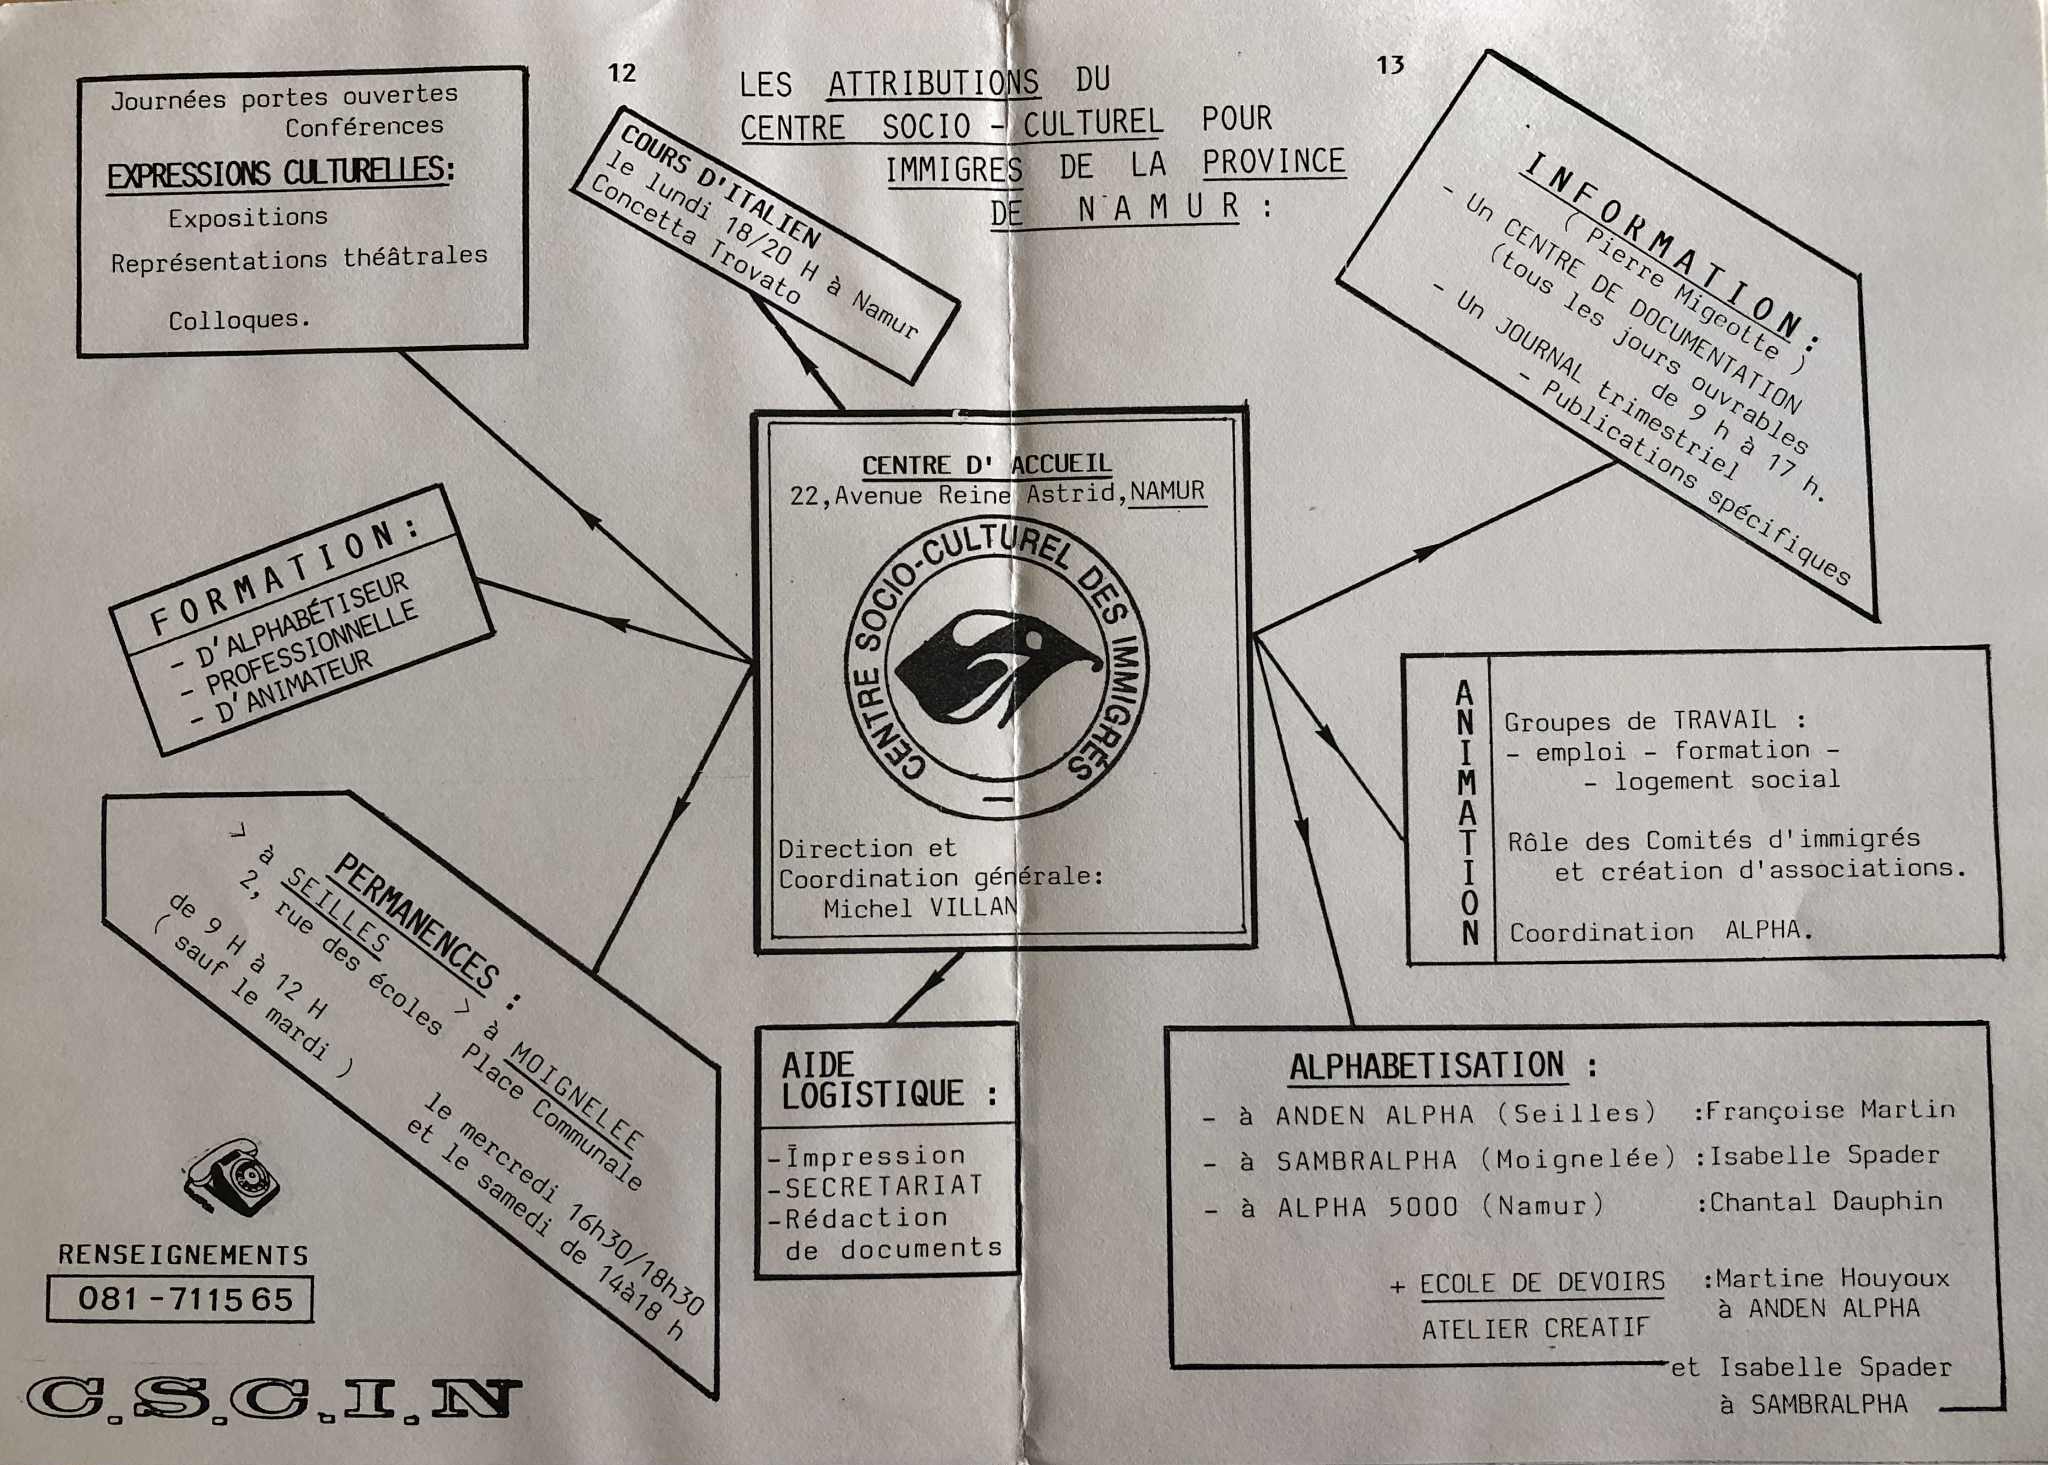 12
13
LES ATTRIBUTIONS DU
CENTRE SOCIO-CULTUREL POUR
IMMIGRES DE LA PROVINCE
DE NAMUR :
Journées portes ouvertes
Conférences
EXPRESSIONS CULTURELLES:
Expositions
Représentations théâtrales
Colloques.
COURS D'ITALIEN
le lundi 18/20 H à Namur
Concetta Trovato
INFORMATION :
( Pierre Migeotte )
- Un CENTRE DE DOCUMENTATION
(tous les jours ouvrables
de 9 h à 17 h.
- Un JOURNAL trimestriel
- Publications spécifiques
FORMATION :
- D'ALPHABÉTISEUR
- PROFESSIONNELLE
- D'ANIMATEUR
CENTRE D' ACCUEIL
22,Avenue Reine Astrid,NAMUR
CENTRE SOCIO-CULTUREL DES IMMIGRÉS
Direction et
Coordination générale:
Michel VILLAN
ANIMATION
Groupes de TRAVAIL :
- emploi - formation -
- logement social
Rôle des Comités d'immigrés
et création d'associations.
Coordination ALPHA.
PERMANENCES :
> à SEILLES
2, rue des écoles
de 9 H à 12 H
( sauf le mardi )
> à MOIGNELEE
Place Communale
le mercredi 16h30/18h30
et le samedi de 14à18 h
AIDE
LOGISTIQUE :
-Impression
-SECRETARIAT
-Rédaction
de documents
ALPHABETISATION :
- à ANDEN ALPHA (Seilles) :Françoise Martin
- à SAMBRALPHA (Moignelée) :Isabelle Spader
- à ALPHA 5000 (Namur) :Chantal Dauphin
+ ECOLE DE DEVOIRS :Martine Houyoux
à ANDEN ALPHA
ATELIER CREATIF
et Isabelle Spader
à SAMBRALPHA
RENSEIGNEMENTS
081-711565
C.S.C.I.N